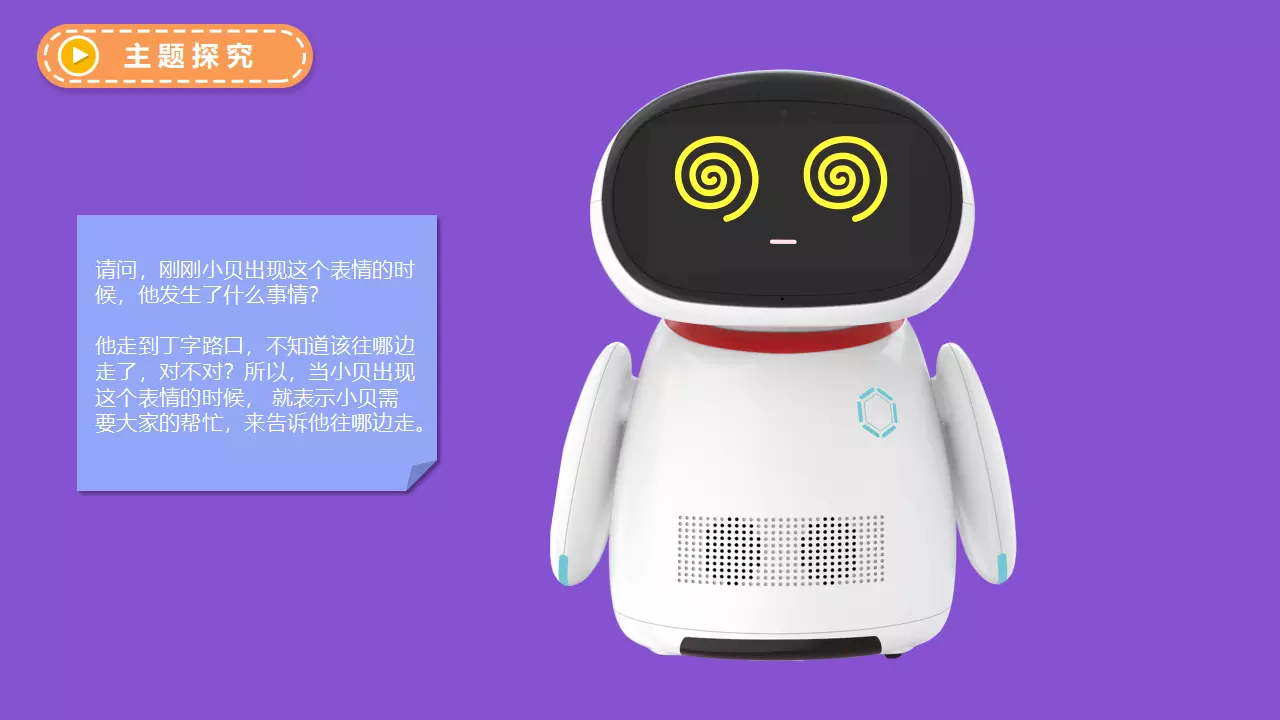 主题探究
请问，刚刚小贝出现这个表情的时
候，他发生了什么事情？
他走到丁字路口，不知道该往哪边
走了，对不对？所以，当小贝出现
这个表情的时候， 就表示小贝需
要大家的帮忙，来告诉他往哪边走。